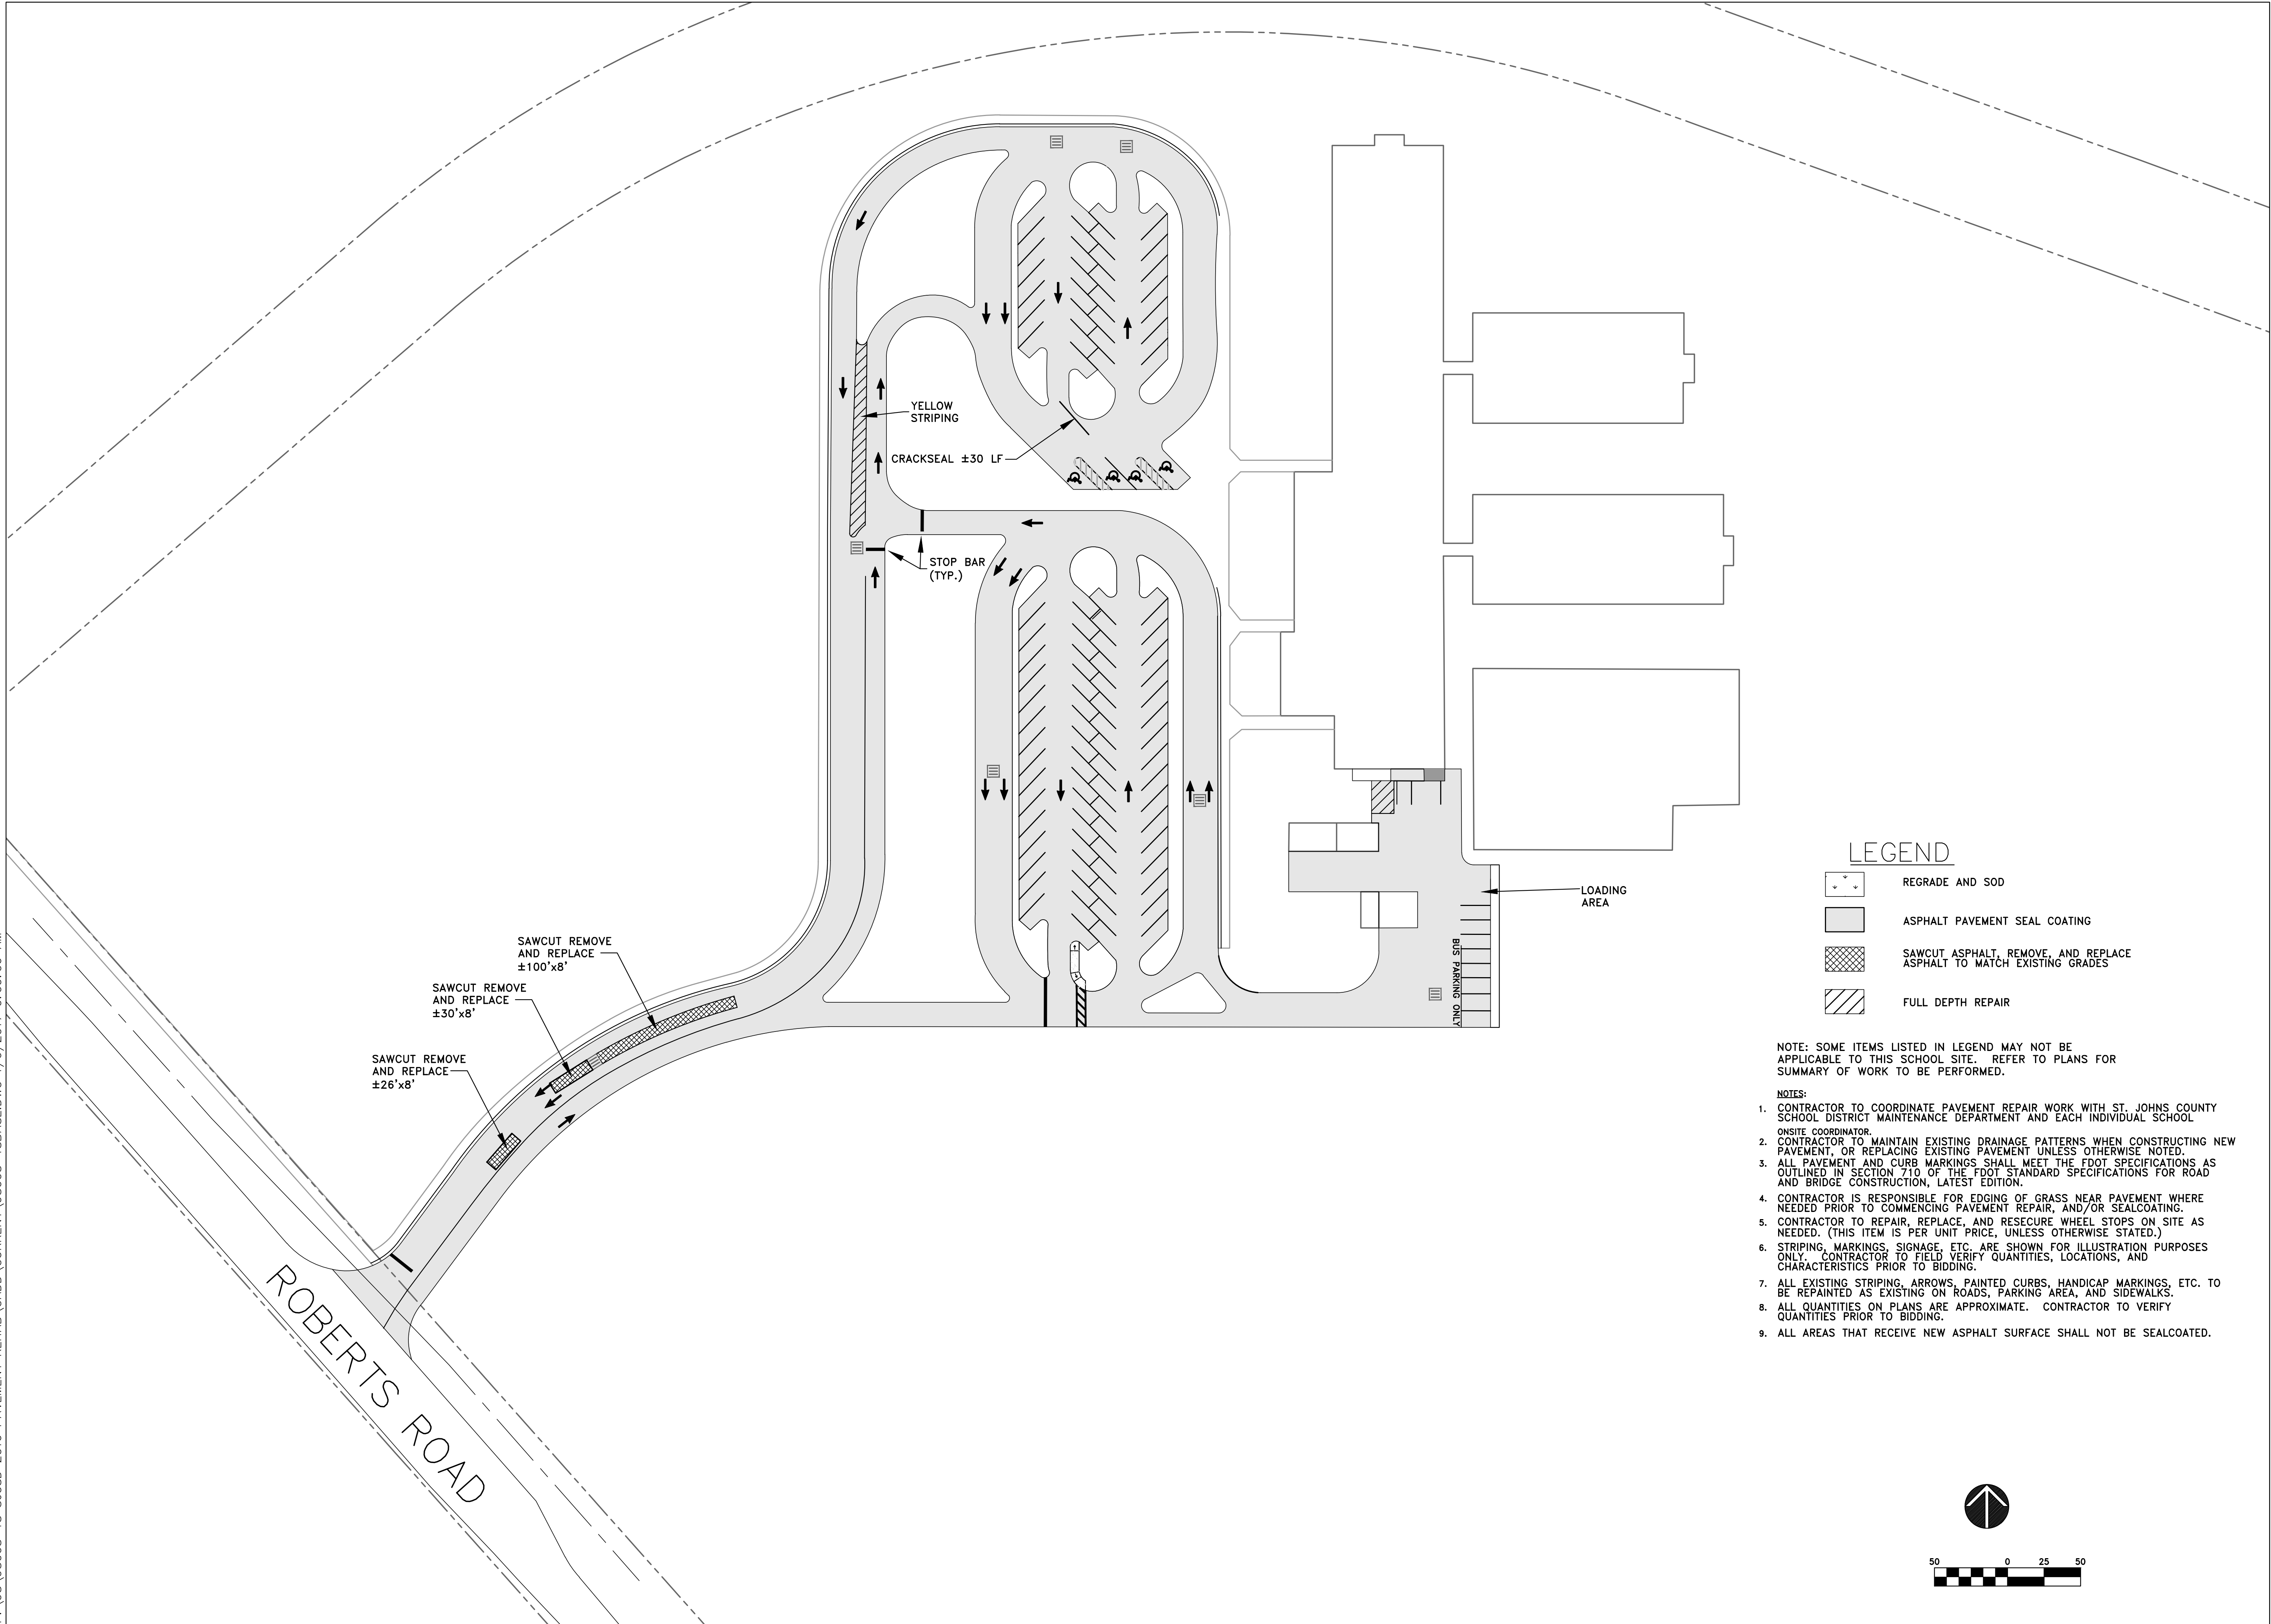 YELLOW
STRIPING
CRACKSEAL ±30 LF
STOP BAR
(TYP.)
LOADING
AREA
BUS PARKING ONLY
SAWCUT REMOVE
AND REPLACE
±100'x8'
SAWCUT REMOVE
AND REPLACE
±30'x8'
SAWCUT REMOVE
AND REPLACE
±26'x8'
ROBERTS ROAD
LEGEND
REGRADE AND SOD
ASPHALT PAVEMENT SEAL COATING
SAWCUT ASPHALT, REMOVE, AND REPLACE
ASPHALT TO MATCH EXISTING GRADES
FULL DEPTH REPAIR
NOTE: SOME ITEMS LISTED IN LEGEND MAY NOT BE
APPLICABLE TO THIS SCHOOL SITE. REFER TO PLANS FOR
SUMMARY OF WORK TO BE PERFORMED.
NOTES:
1. CONTRACTOR TO COORDINATE PAVEMENT REPAIR WORK WITH ST. JOHNS COUNTY
SCHOOL DISTRICT MAINTENANCE DEPARTMENT AND EACH INDIVIDUAL SCHOOL
ONSITE COORDINATOR.
2. CONTRACTOR TO MAINTAIN EXISTING DRAINAGE PATTERNS WHEN CONSTRUCTING NEW
PAVEMENT, OR REPLACING EXISTING PAVEMENT UNLESS OTHERWISE NOTED.
3. ALL PAVEMENT AND CURB MARKINGS SHALL MEET THE FDOT SPECIFICATIONS AS
OUTLINED IN SECTION 710 OF THE FDOT STANDARD SPECIFICATIONS FOR ROAD
AND BRIDGE CONSTRUCTION, LATEST EDITION.
4. CONTRACTOR IS RESPONSIBLE FOR EDGING OF GRASS NEAR PAVEMENT WHERE
NEEDED PRIOR TO COMMENCING PAVEMENT REPAIR, AND/OR SEALCOATING.
5. CONTRACTOR TO REPAIR, REPLACE, AND RESECURE WHEEL STOPS ON SITE AS
NEEDED. (THIS ITEM IS PER UNIT PRICE, UNLESS OTHERWISE STATED.)
6. STRIPING, MARKINGS, SIGNAGE, ETC. ARE SHOWN FOR ILLUSTRATION PURPOSES
ONLY. CONTRACTOR TO FIELD VERIFY QUANTITIES, LOCATIONS, AND
CHARACTERISTICS PRIOR TO BIDDING.
7. ALL EXISTING STRIPING, ARROWS, PAINTED CURBS, HANDICAP MARKINGS, ETC. TO
BE REPAINTED AS EXISTING ON ROADS, PARKING AREA, AND SIDEWALKS.
8. ALL QUANTITIES ON PLANS ARE APPROXIMATE. CONTRACTOR TO VERIFY
QUANTITIES PRIOR TO BIDDING.
9. ALL AREAS THAT RECEIVE NEW ASPHALT SURFACE SHALL NOT BE SEALCOATED.
50 0 25 50